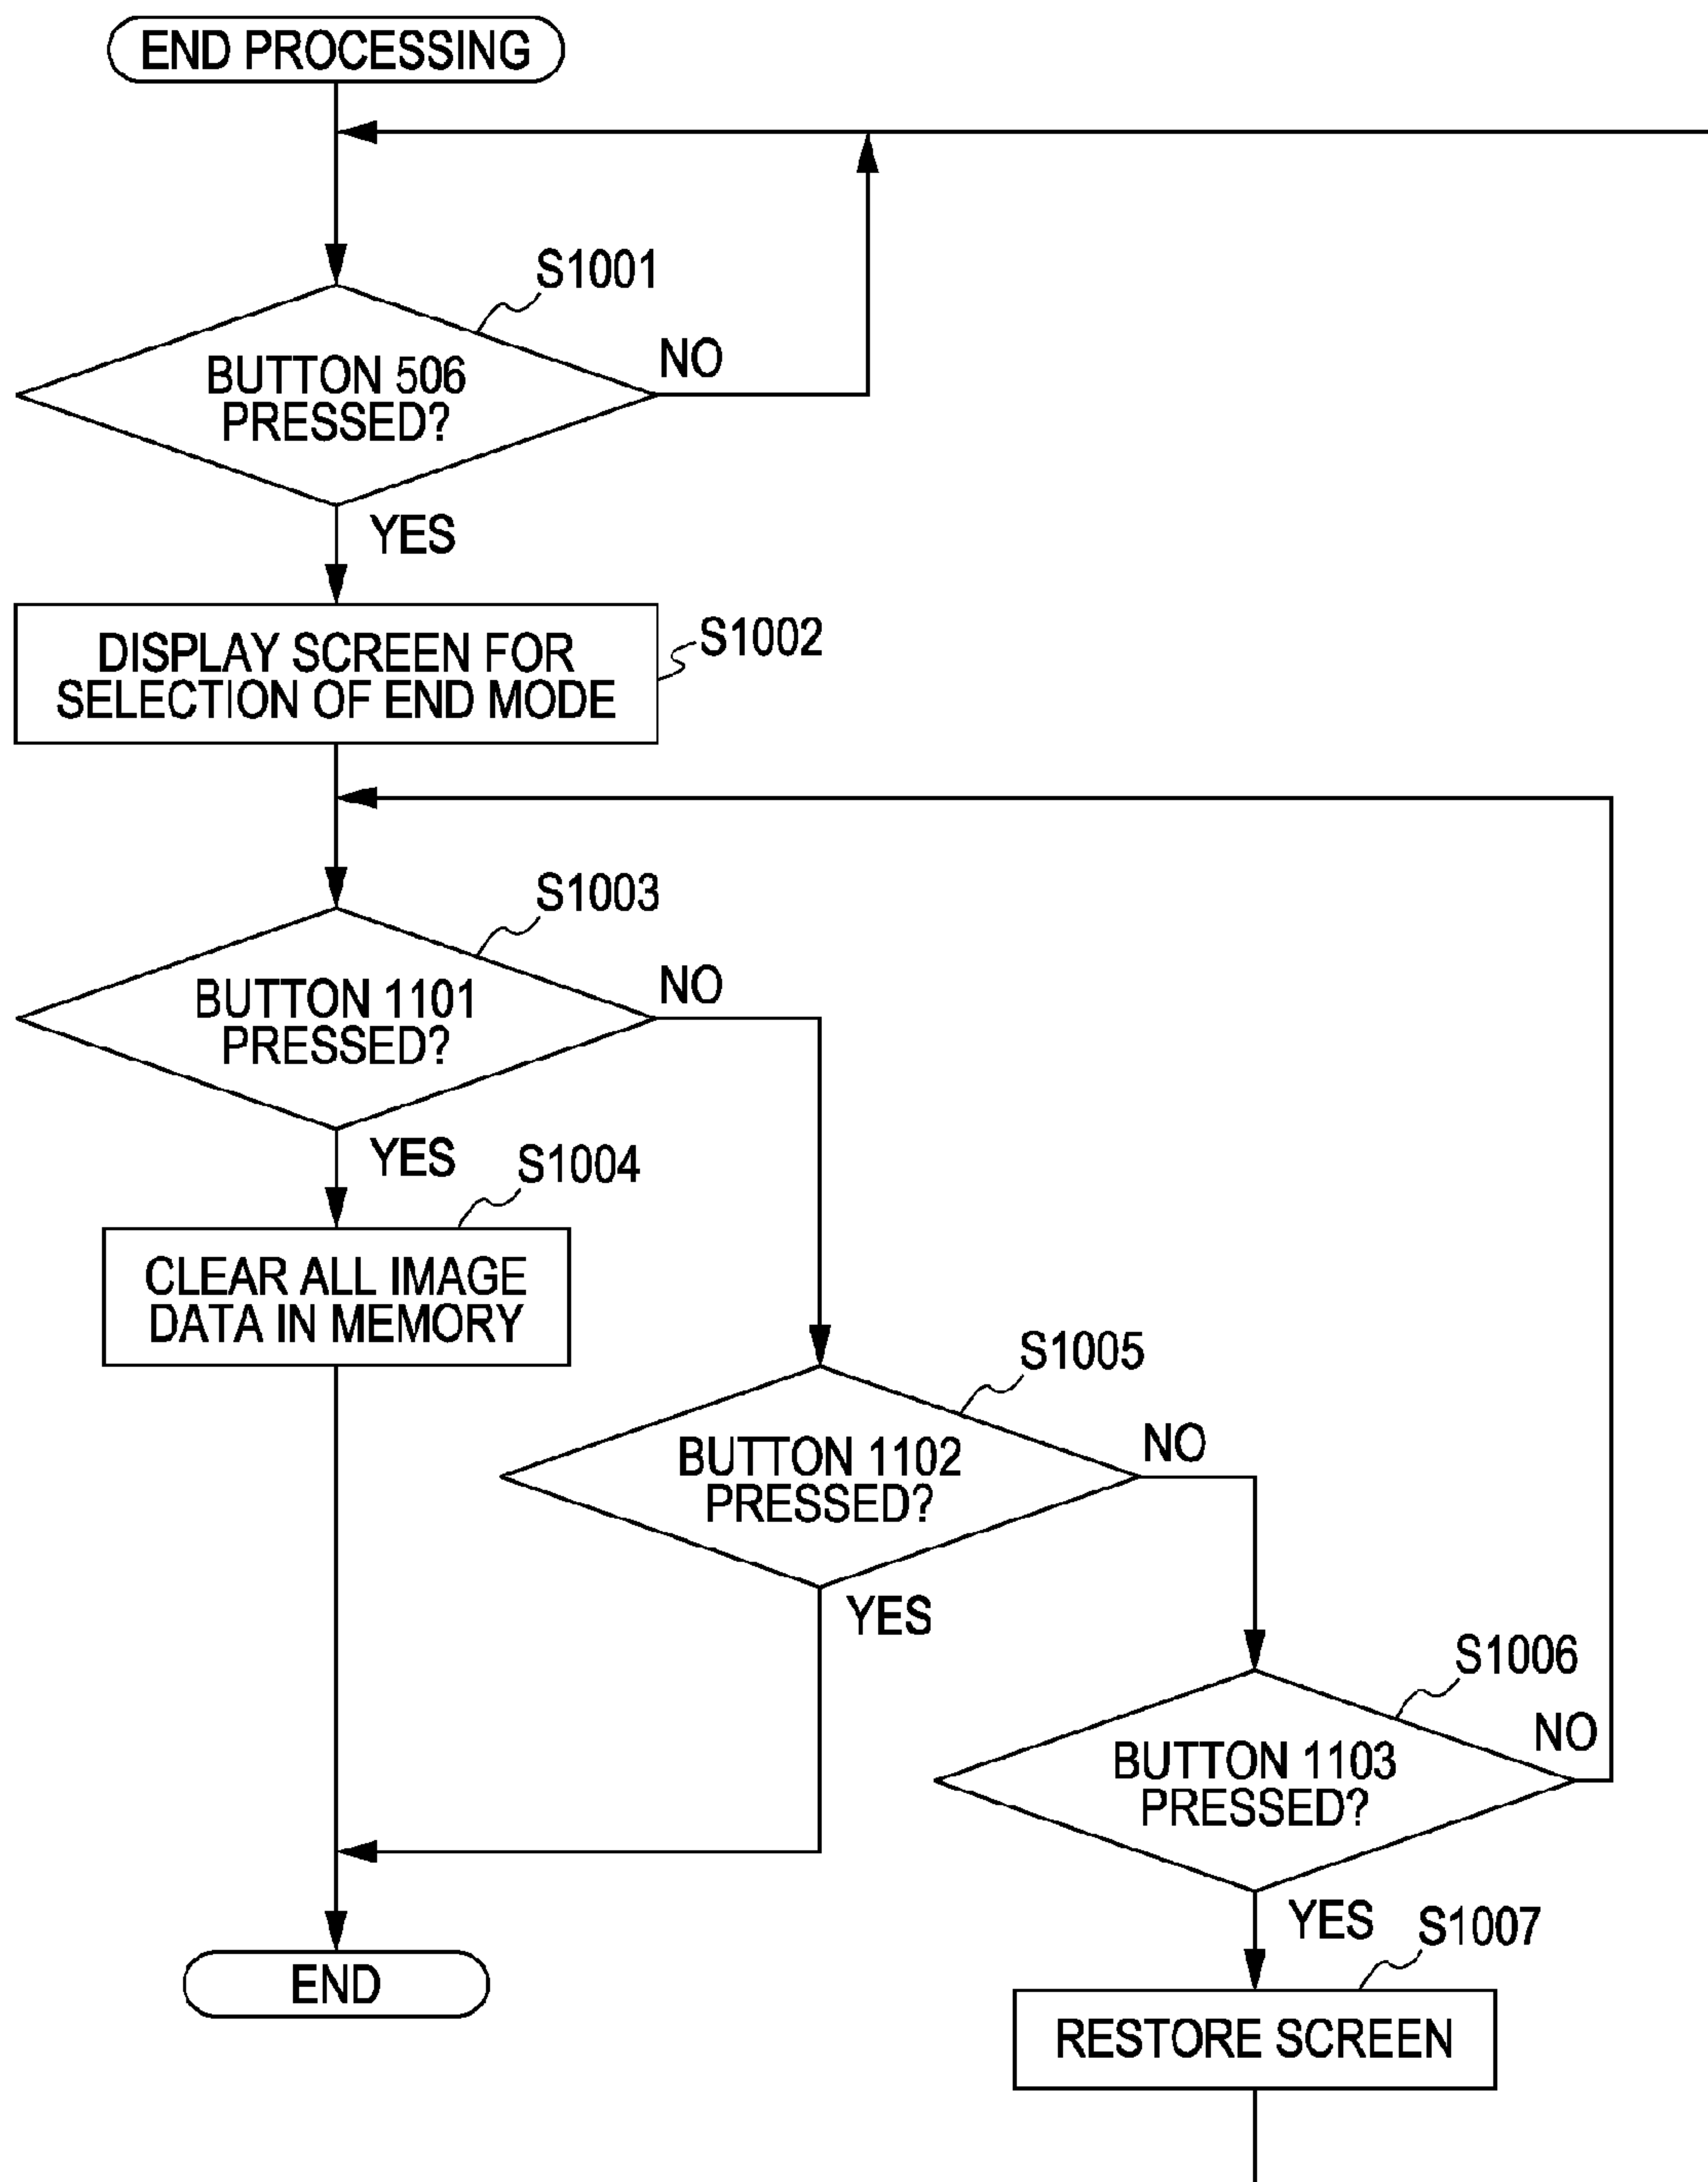 END PROCESSING
S1001
BUTTON 506
PRESSED?
NO
YES
DISPLAY SCREEN FOR
SELECTION OF END MODE
S1002
S1003
BUTTON 1101
PRESSED?
NO
YES
S1004
CLEAR ALL IMAGE
DATA IN MEMORY
S1005
BUTTON 1102
PRESSED?
NO
YES
S1006
BUTTON 1103
PRESSED?
NO
YES
S1007
RESTORE SCREEN
END